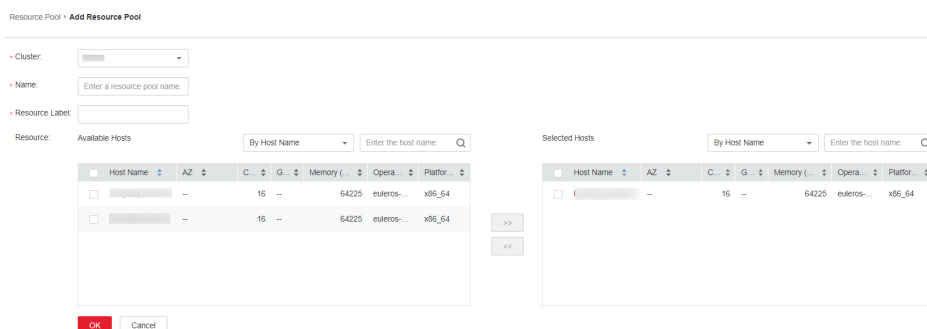 Resource Pool > Add Resource Pool
* Cluster:
* Name: Enter a resource pool name.
* Resource Label:
Resource: Available Hosts By Host Name Enter the host name. Selected Hosts By Host Name Enter the host name.
Host Name AZ C... G... Memory (... Opera... Platfor... Host Name AZ C... G... Memory (... Opera... Platfor...
-- 16 -- 64225 euleros-... x86_64 -- 16 -- 64225 euleros-... x86_64
-- 16 -- 64225 euleros-... x86_64
>>
<<
OK Cancel